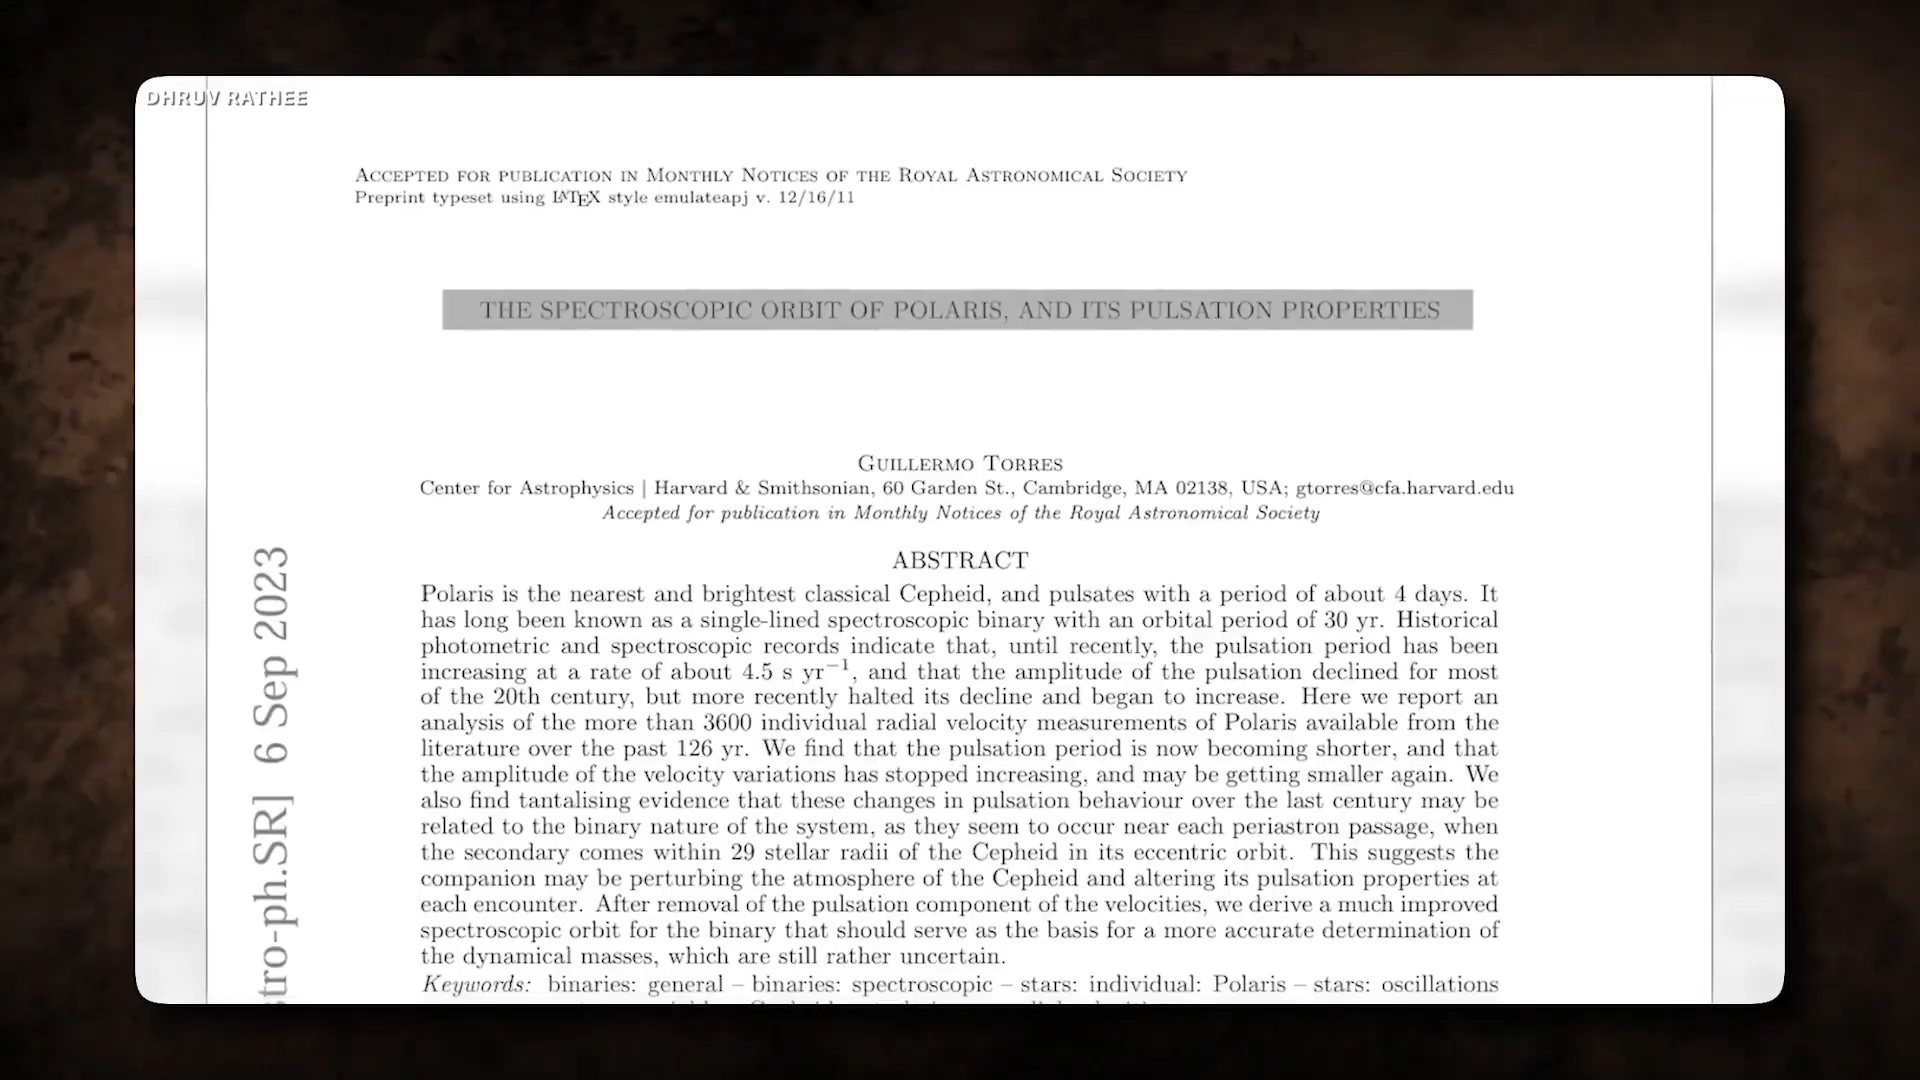 DHRUV RATHEE
ACCEPTED FOR PUBLICATION IN MONTHLY NOTICES OF THE ROYAL ASTRONOMICAL SOCIETY
Preprint typeset using LATEX style emulateapj v. 12/16/11
THE SPECTROSCOPIC ORBIT OF POLARIS, AND ITS PULSATION PROPERTIES
GUILLERMO TORRES
Center for Astrophysics | Harvard & Smithsonian, 60 Garden St., Cambridge, MA 02138, USA; gtorres@cfa.harvard.edu
Accepted for publication in Monthly Notices of the Royal Astronomical Society
ABSTRACT
Polaris is the nearest and brightest classical Cepheid, and pulsates with a period of about 4 days. It
has long been known as a single-lined spectroscopic binary with an orbital period of 30 yr. Historical
photometric and spectroscopic records indicate that, until recently, the pulsation period has been
increasing at a rate of about 4.5 s yr⁻¹, and that the amplitude of the pulsation declined for most
of the 20th century, but more recently halted its decline and began to increase. Here we report an
analysis of the more than 3600 individual radial velocity measurements of Polaris available from the
literature over the past 126 yr. We find that the pulsation period is now becoming shorter, and that
the amplitude of the velocity variations has stopped increasing, and may be getting smaller again. We
also find tantalising evidence that these changes in pulsation behaviour over the last century may be
related to the binary nature of the system, as they seem to occur near each periastron passage, when
the secondary comes within 29 stellar radii of the Cepheid in its eccentric orbit. This suggests the
companion may be perturbing the atmosphere of the Cepheid and altering its pulsation properties at
each encounter. After removal of the pulsation component of the velocities, we derive a much improved
spectroscopic orbit for the binary that should serve as the basis for a more accurate determination of
the dynamical masses, which are still rather uncertain.
Keywords: binaries: general – binaries: spectroscopic – stars: individual: Polaris – stars: oscillations
tro-ph.SR] 6 Sep 2023